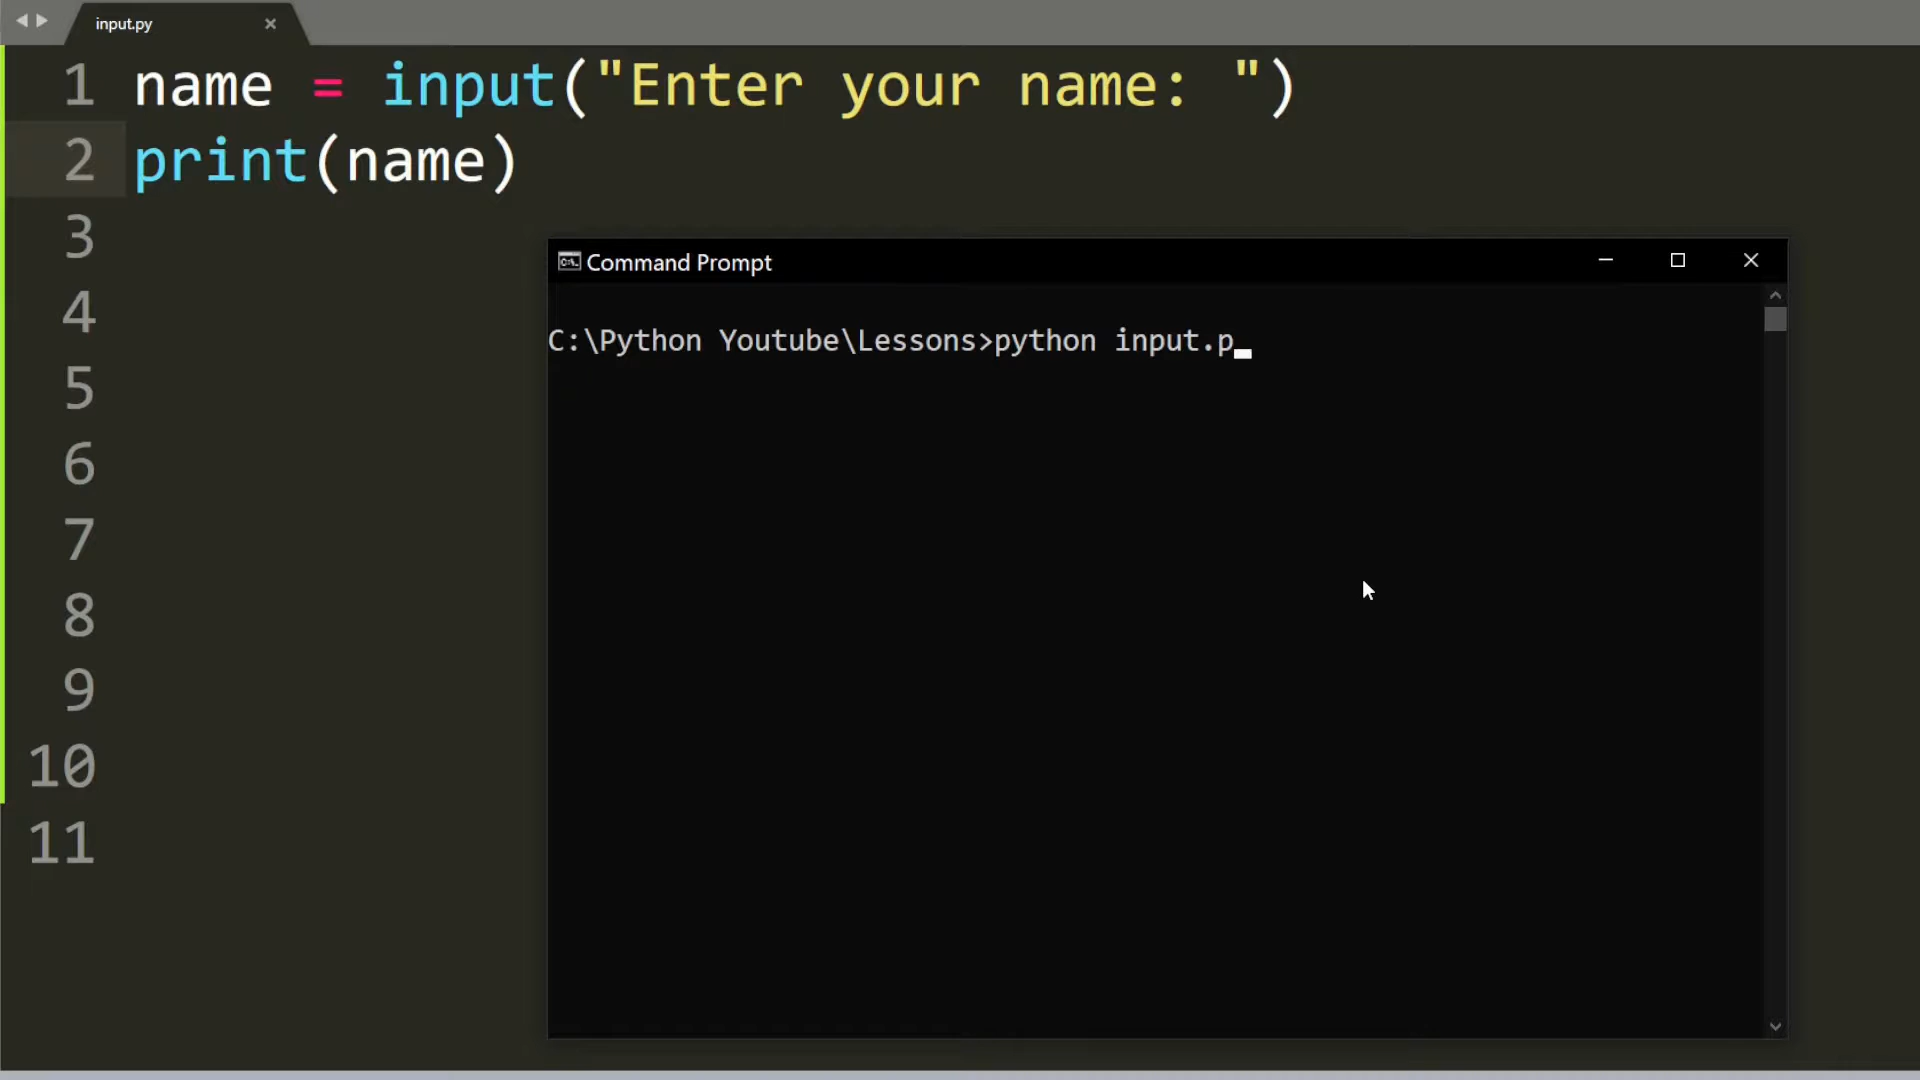 input.py
1 name = input("Enter your name: ")
2 print(name)
3
4
5
6
7
8
9
10
11
Command Prompt
C:\Python Youtube\Lessons>python input.p